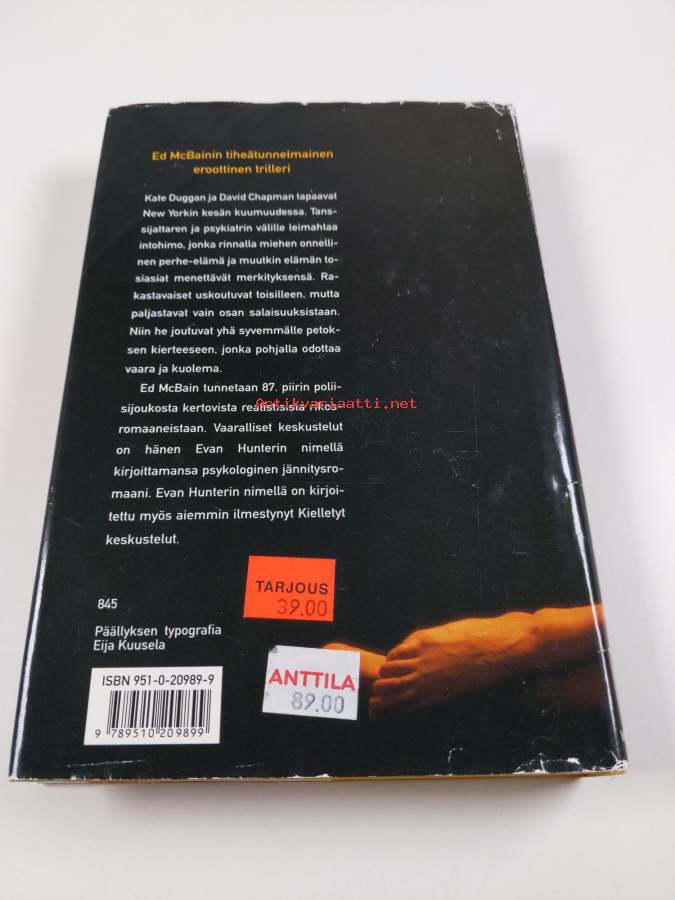 Ed McBainin tiheätunnelmainen
eroottinen trilleri
Kate Duggan ja David Chapman tapaavat
New Yorkin kesän kuumuudessa. Tans-
sijattaren ja psykiatrin välille leimahtaa
intohimo, jonka rinnalla miehen onnelli-
nen perhe-elämä ja muutkin elämän to-
siasiat menettävät merkityksensä. Ra-
kastavaiset uskoutuvat toisilleen, mutta
paljastavat vain osan salaisuuksistaan.
Niin he joutuvat yhä syvemmälle petok-
sen kierteeseen, jonka pohjalla odottaa
vaara ja kuolema.
Ed McBain tunnetaan 87. piirin polii-
sijoukosta kertovista realistisista rikos-
Antikvariaatti.net
romaaneistaan. Vaaralliset keskustelut
on hänen Evan Hunterin nimellä
kirjoittamansa psykologinen jännitysro-
maani. Evan Hunterin nimellä on kirjoi-
tettu myös aiemmin ilmestynyt Kielletyt
keskustelut.
TARJOUS
39.00
845
Päällyksen typografia
Eija Kuusela
ANTTILA
89.00
ISBN 951-0-20989-9
9 789510 209899